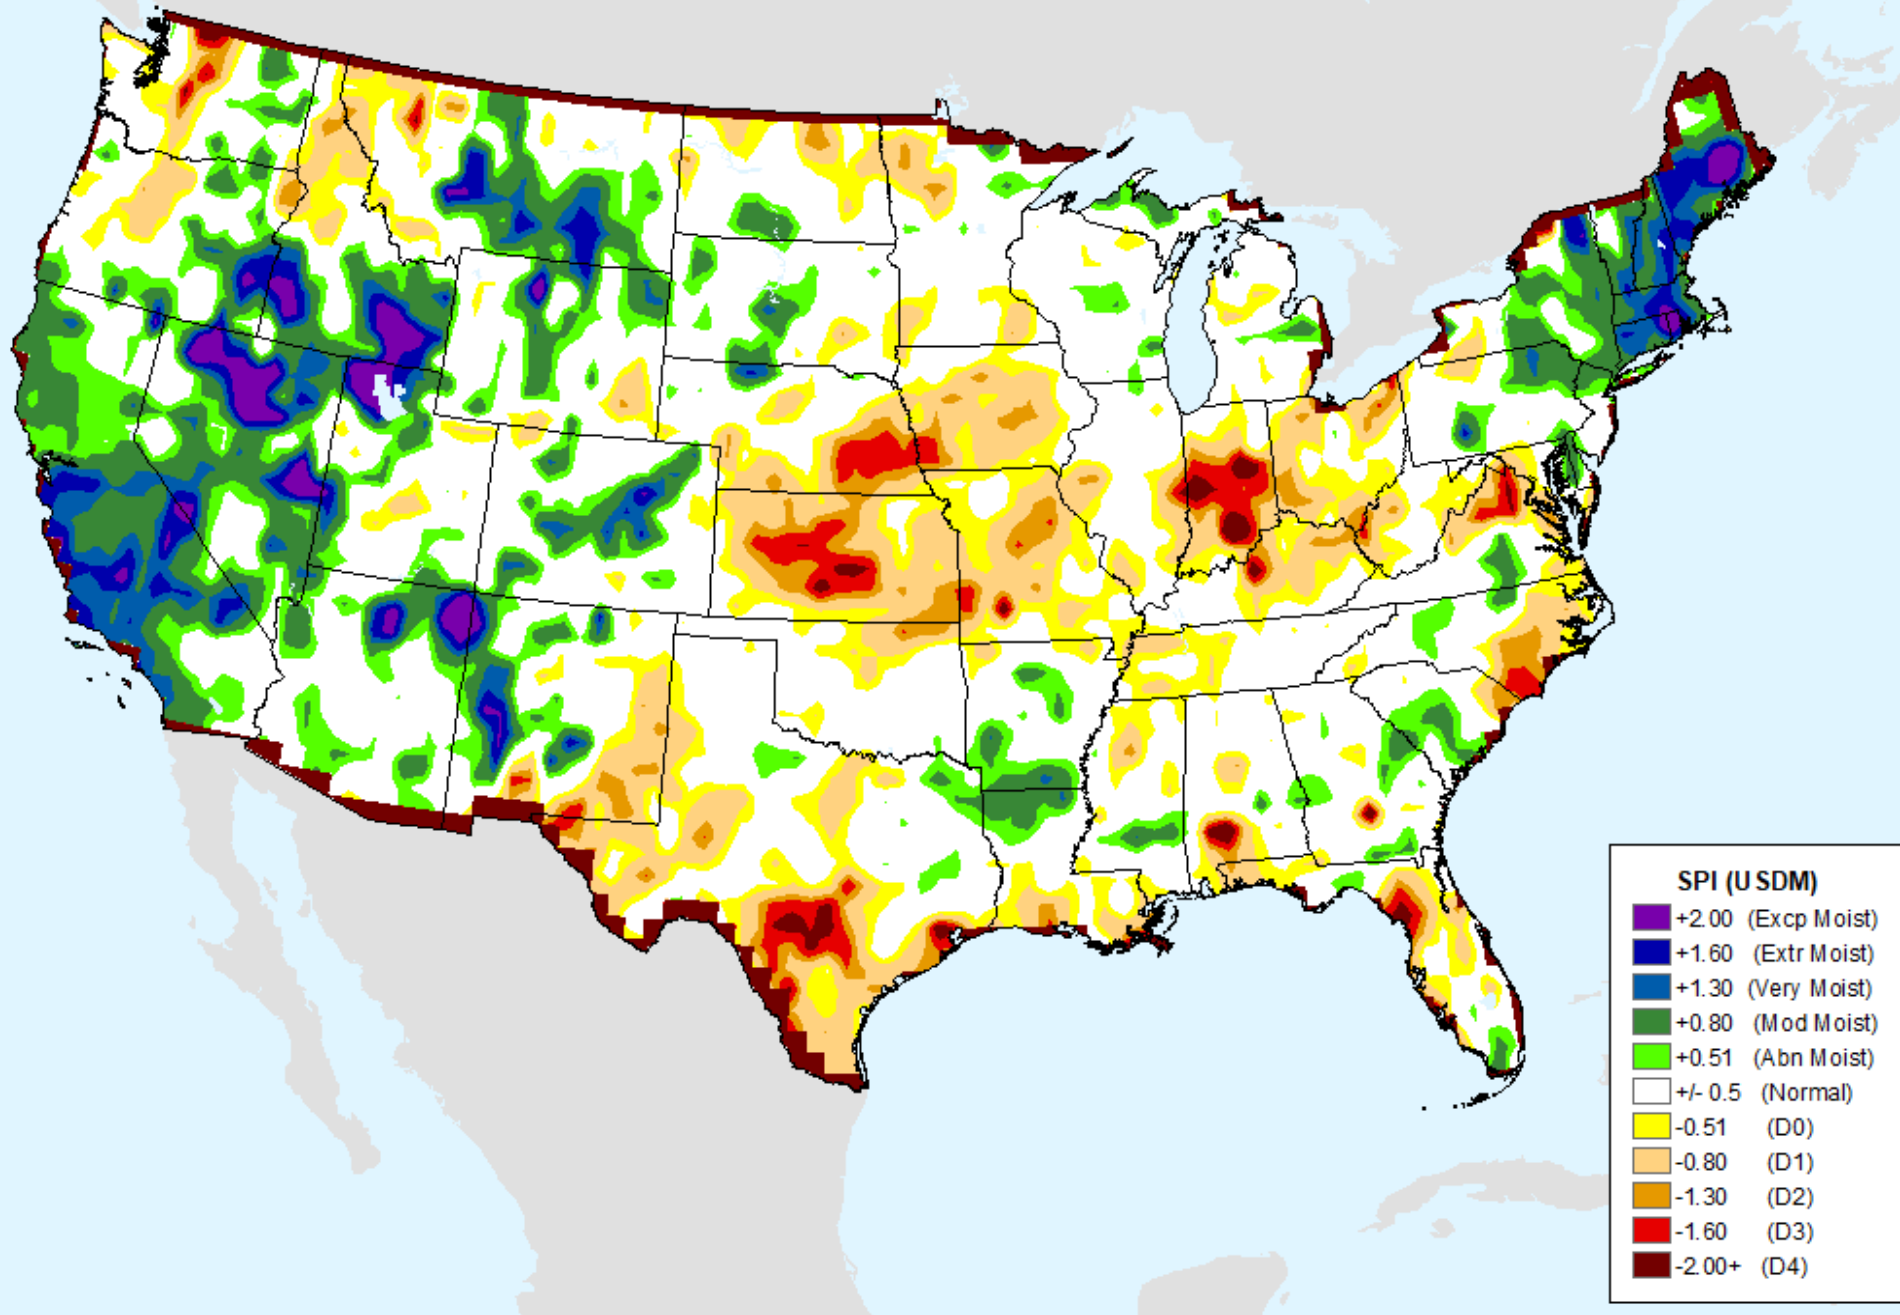 SPI (USDM)
+2.00 (Excp Moist)
+1.60 (Extr Moist)
+1.30 (Very Moist)
+0.80 (Mod Moist)
+0.51 (Abn Moist)
+/- 0.5 (Normal)
-0.51 (D0)
-0.80 (D1)
-1.30 (D2)
-1.60 (D3)
-2.00+ (D4)